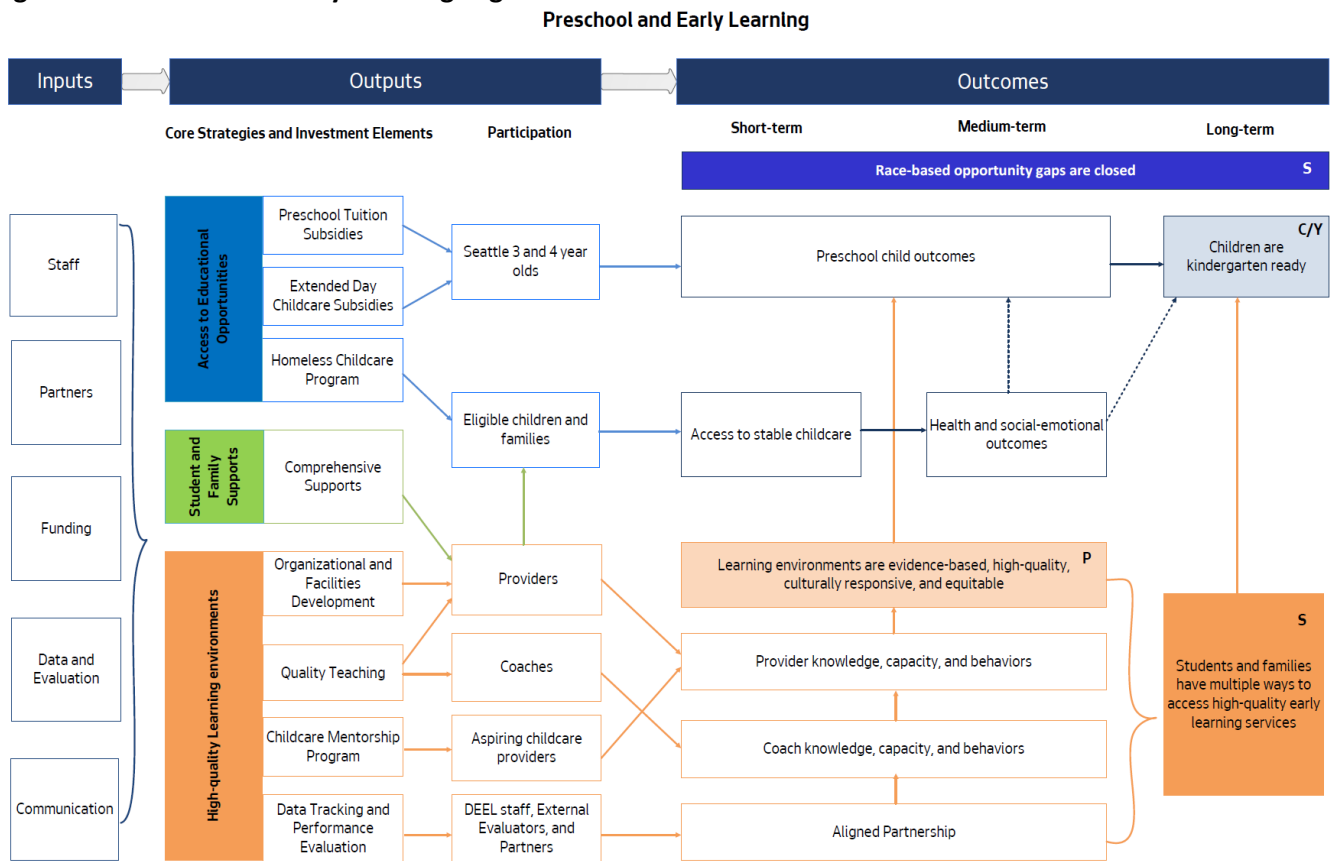 Preschool and Early Learning
Inputs
Outputs
Outcomes
Core Strategies and Investment Elements
Participation
Short-term
Medium-term
Long-term
Race-based opportunity gaps are closed
S
Staff
Partners
Funding
Data and
Evaluation
Communication
Access to Educational
Opportunities
Preschool Tuition
Subsidies
Extended Day
Childcare Subsidies
Homeless Childcare
Program
Student and
Family
Supports
Comprehensive
Supports
High-quality Learning environments
Organizational and
Facilities
Development
Quality Teaching
Childcare Mentorship
Program
Data Tracking and
Performance
Evaluation
Seattle 3 and 4 year
olds
Eligible children and
families
Providers
Coaches
Aspiring childcare
providers
DEEL staff, External
Evaluators, and
Partners
Preschool child outcomes
Access to stable childcare
Health and social-emotional
outcomes
Learning environments are evidence-based, high-quality,
culturally responsive, and equitable
P
Provider knowledge, capacity, and behaviors
Coach knowledge, capacity, and behaviors
Aligned Partnership
C/Y
Children are
kindergarten ready
S
Students and families
have multiple ways to
access high-quality early
learning services